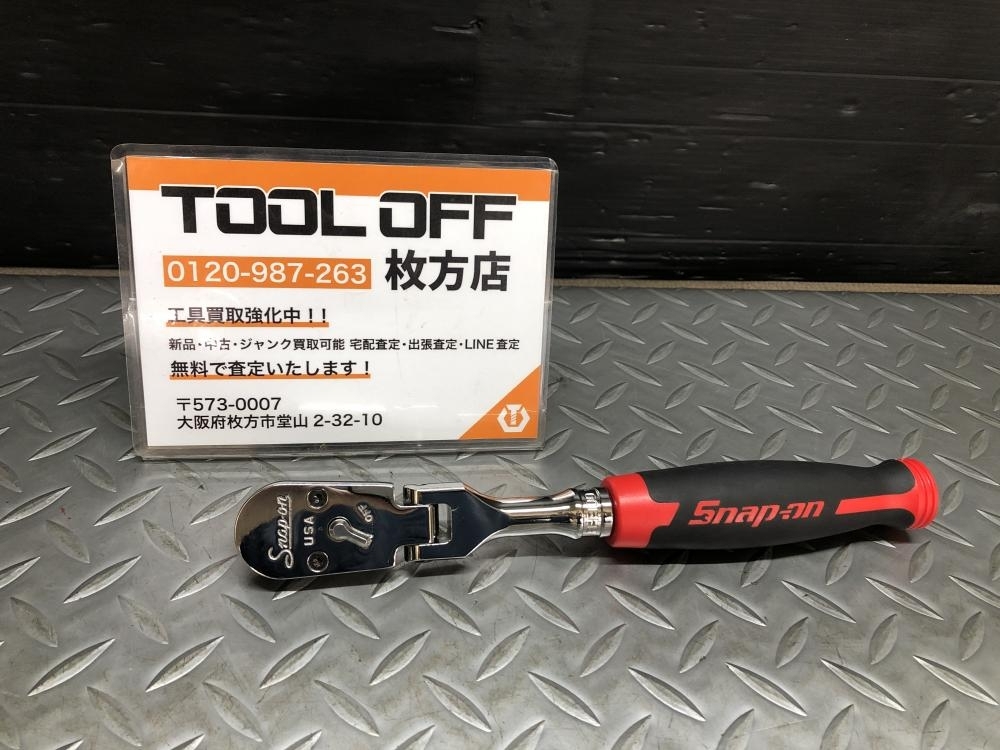 TOOL OFF
0120-987-263 枚方店
工具買取強化中！！
新品・中古・ジャンク買取可能 宅配査定・出張査定・LINE査定
無料で査定いたします！
〒573-0007
大阪府枚方市堂山 2-32-10
Snap-on
USA
OFF
Snap-on